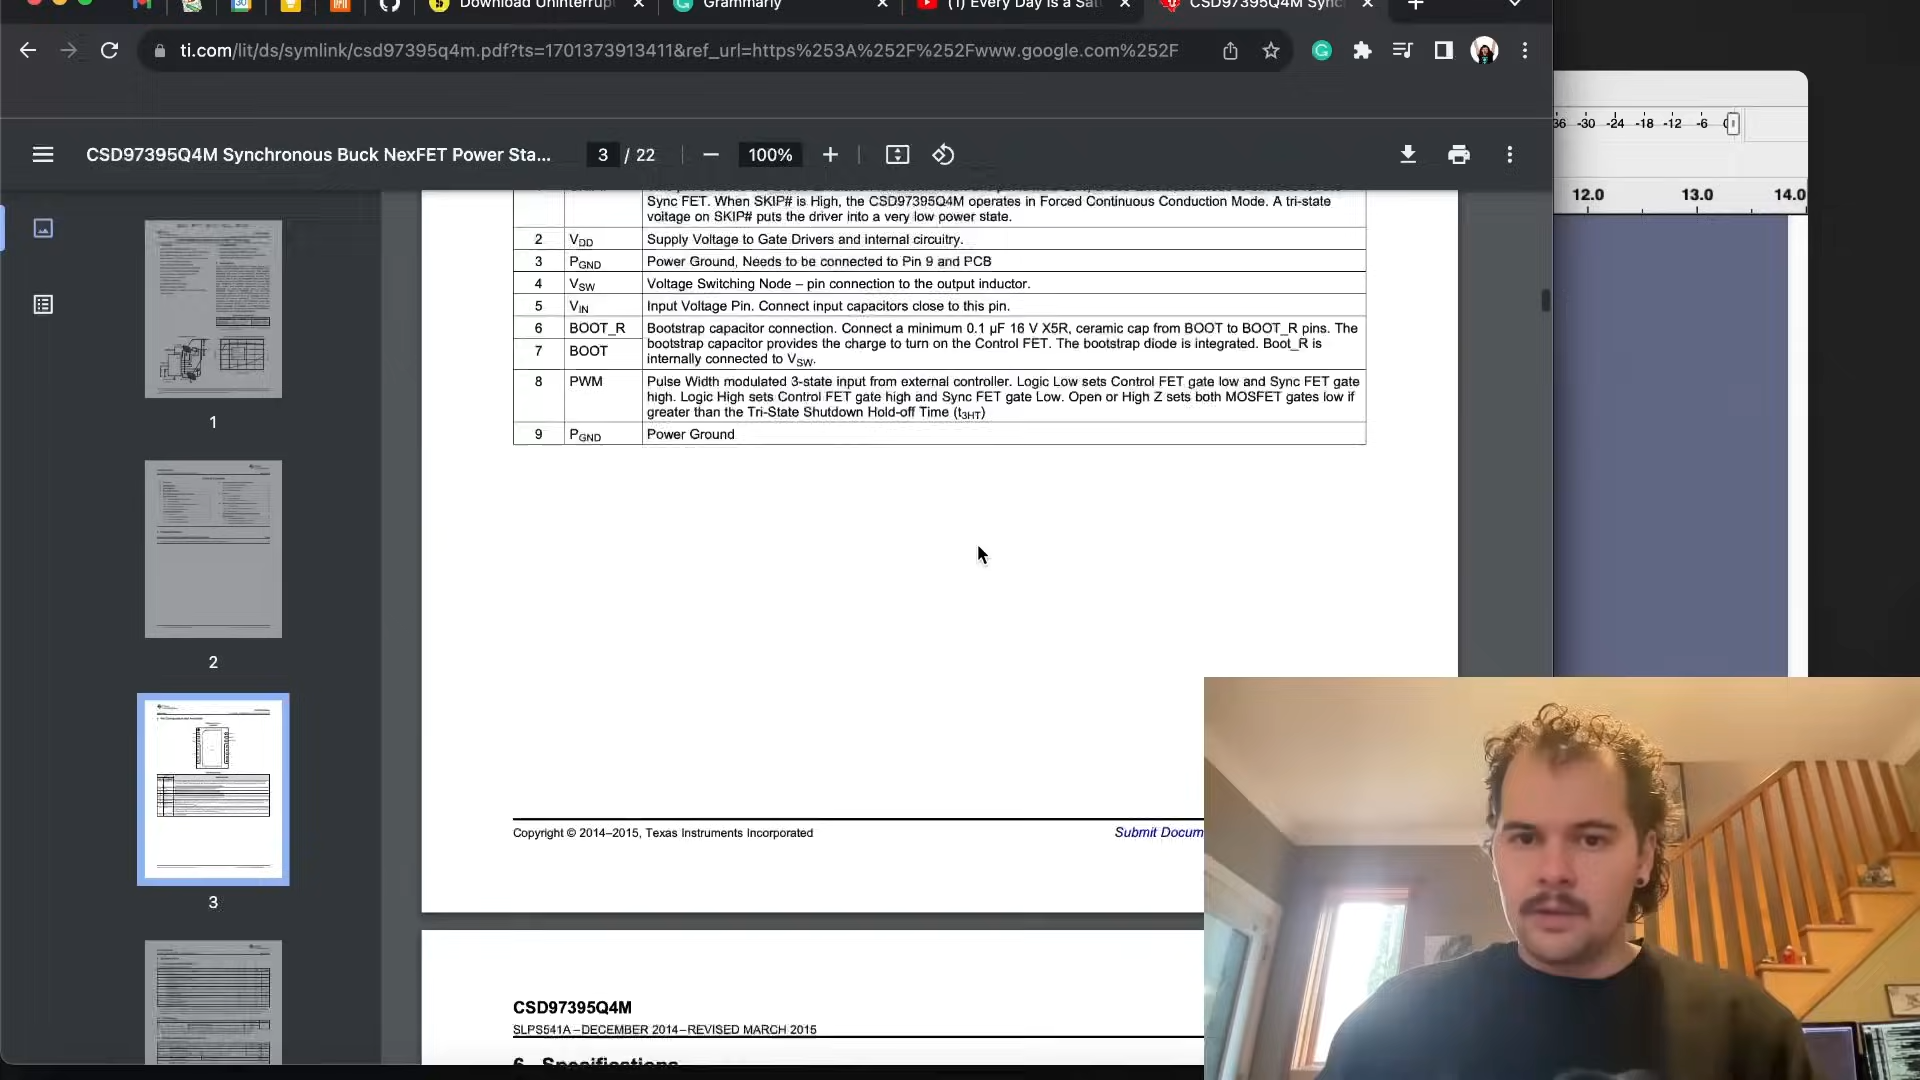 Download Uninterrupt
Grammarly
(1) Every Day Is a Sat
CSD97395Q4M Sync
ti.com/lit/ds/symlink/csd97395q4m.pdf?ts=1701373913411&ref_url=https%253A%252F%252Fwww.google.com%252F
36 -30 -24 -18 -12 -6
CSD97395Q4M Synchronous Buck NexFET Power Sta...
3 / 22
100%
12.0 13.0 14.0
Sync FET. When SKIP# is High, the CSD97395Q4M operates in Forced Continuous Conduction Mode. A tri-state
voltage on SKIP# puts the driver into a very low power state.
2 VDD Supply Voltage to Gate Drivers and internal circuitry.
3 PGND Power Ground, Needs to be connected to Pin 9 and PCB
4 VSW Voltage Switching Node – pin connection to the output inductor.
5 VIN Input Voltage Pin. Connect input capacitors close to this pin.
6 BOOT_R Bootstrap capacitor connection. Connect a minimum 0.1 µF 16 V X5R, ceramic cap from BOOT to BOOT_R pins. The
7 BOOT bootstrap capacitor provides the charge to turn on the Control FET. The bootstrap diode is integrated. Boot_R is
internally connected to VSW.
8 PWM Pulse Width modulated 3-state input from external controller. Logic Low sets Control FET gate low and Sync FET gate
high. Logic High sets Control FET gate high and Sync FET gate Low. Open or High Z sets both MOSFET gates low if
greater than the Tri-State Shutdown Hold-off Time (t3HT)
9 PGND Power Ground
1
2
3
Copyright © 2014–2015, Texas Instruments Incorporated
Submit Docum
CSD97395Q4M
SLPS541A – DECEMBER 2014 – REVISED MARCH 2015
6 Specifications